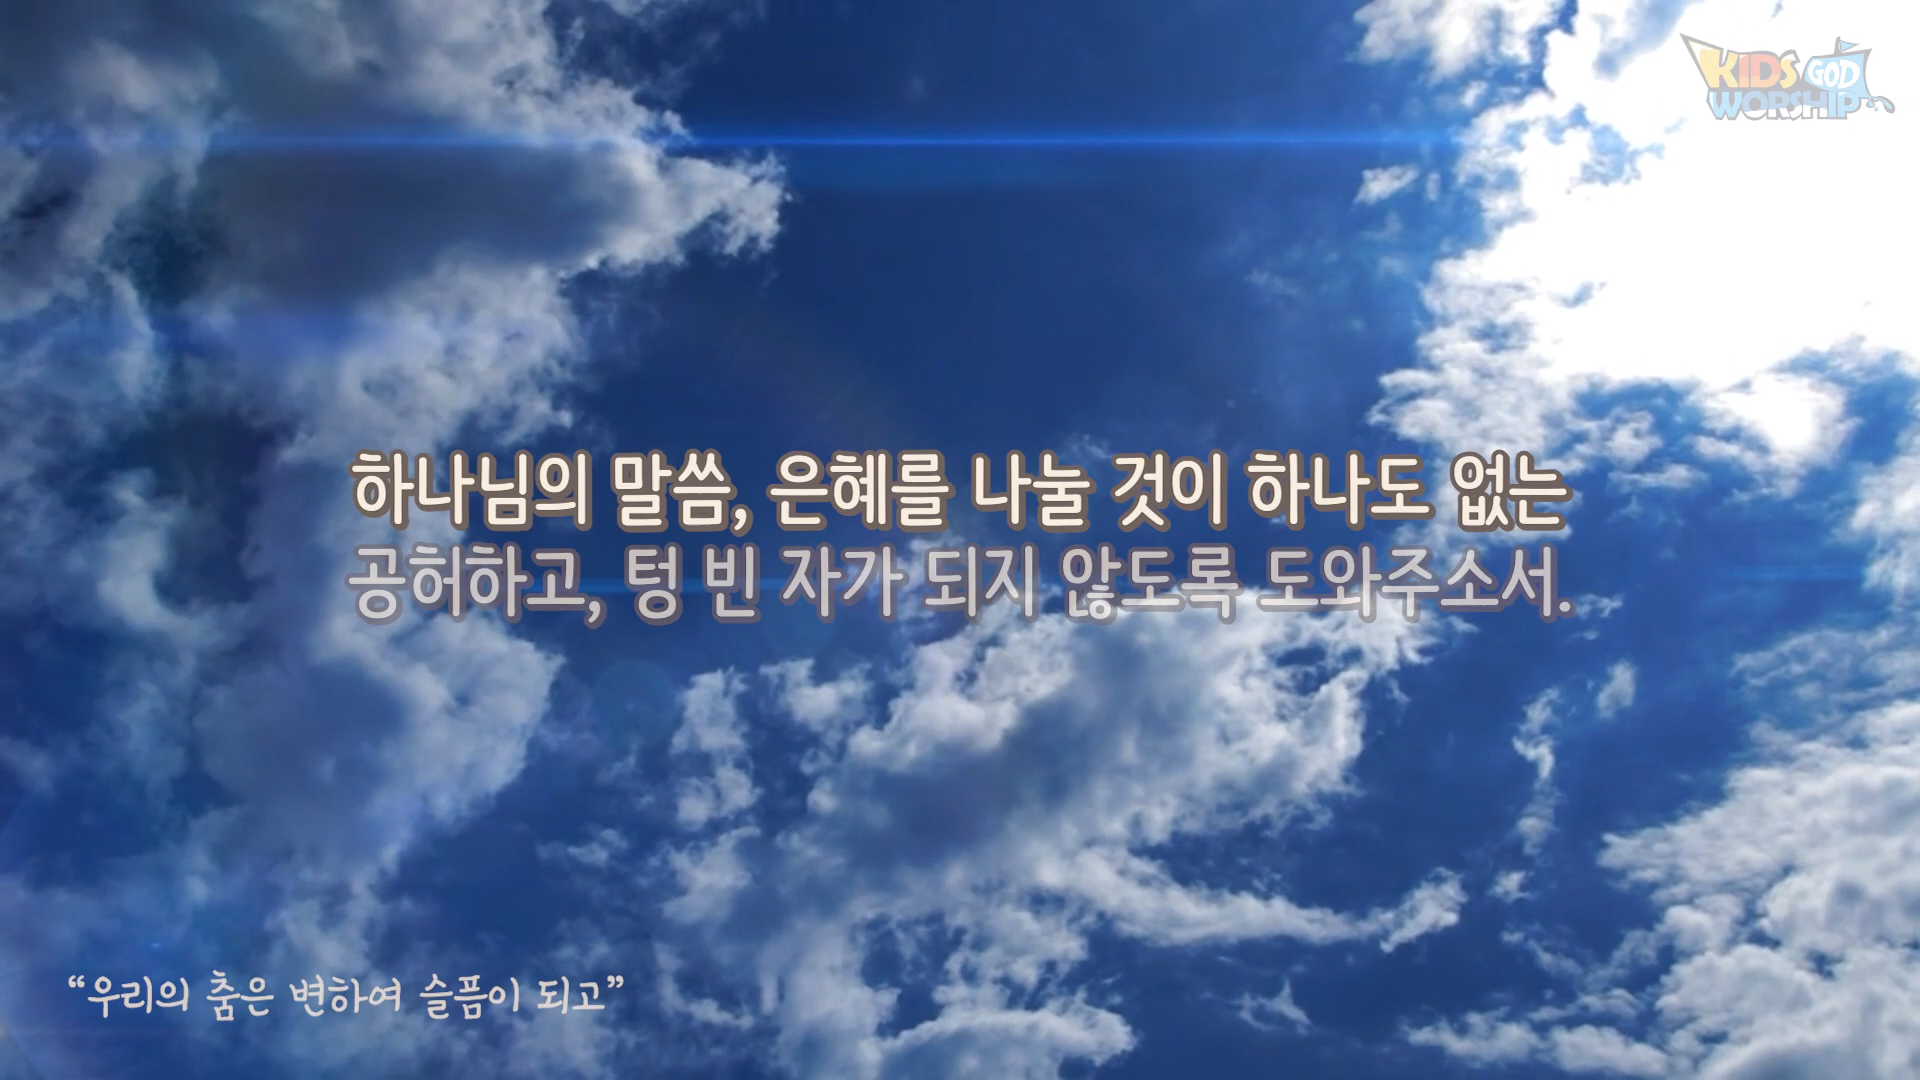 KIDS GOD
WORSHIP
하나님의 말씀, 은혜를 나눌 것이 하나도 없는
공허하고, 텅 빈 자가 되지 않도록 도와주소서.
“우리의 춤은 변하여 슬픔이 되고”